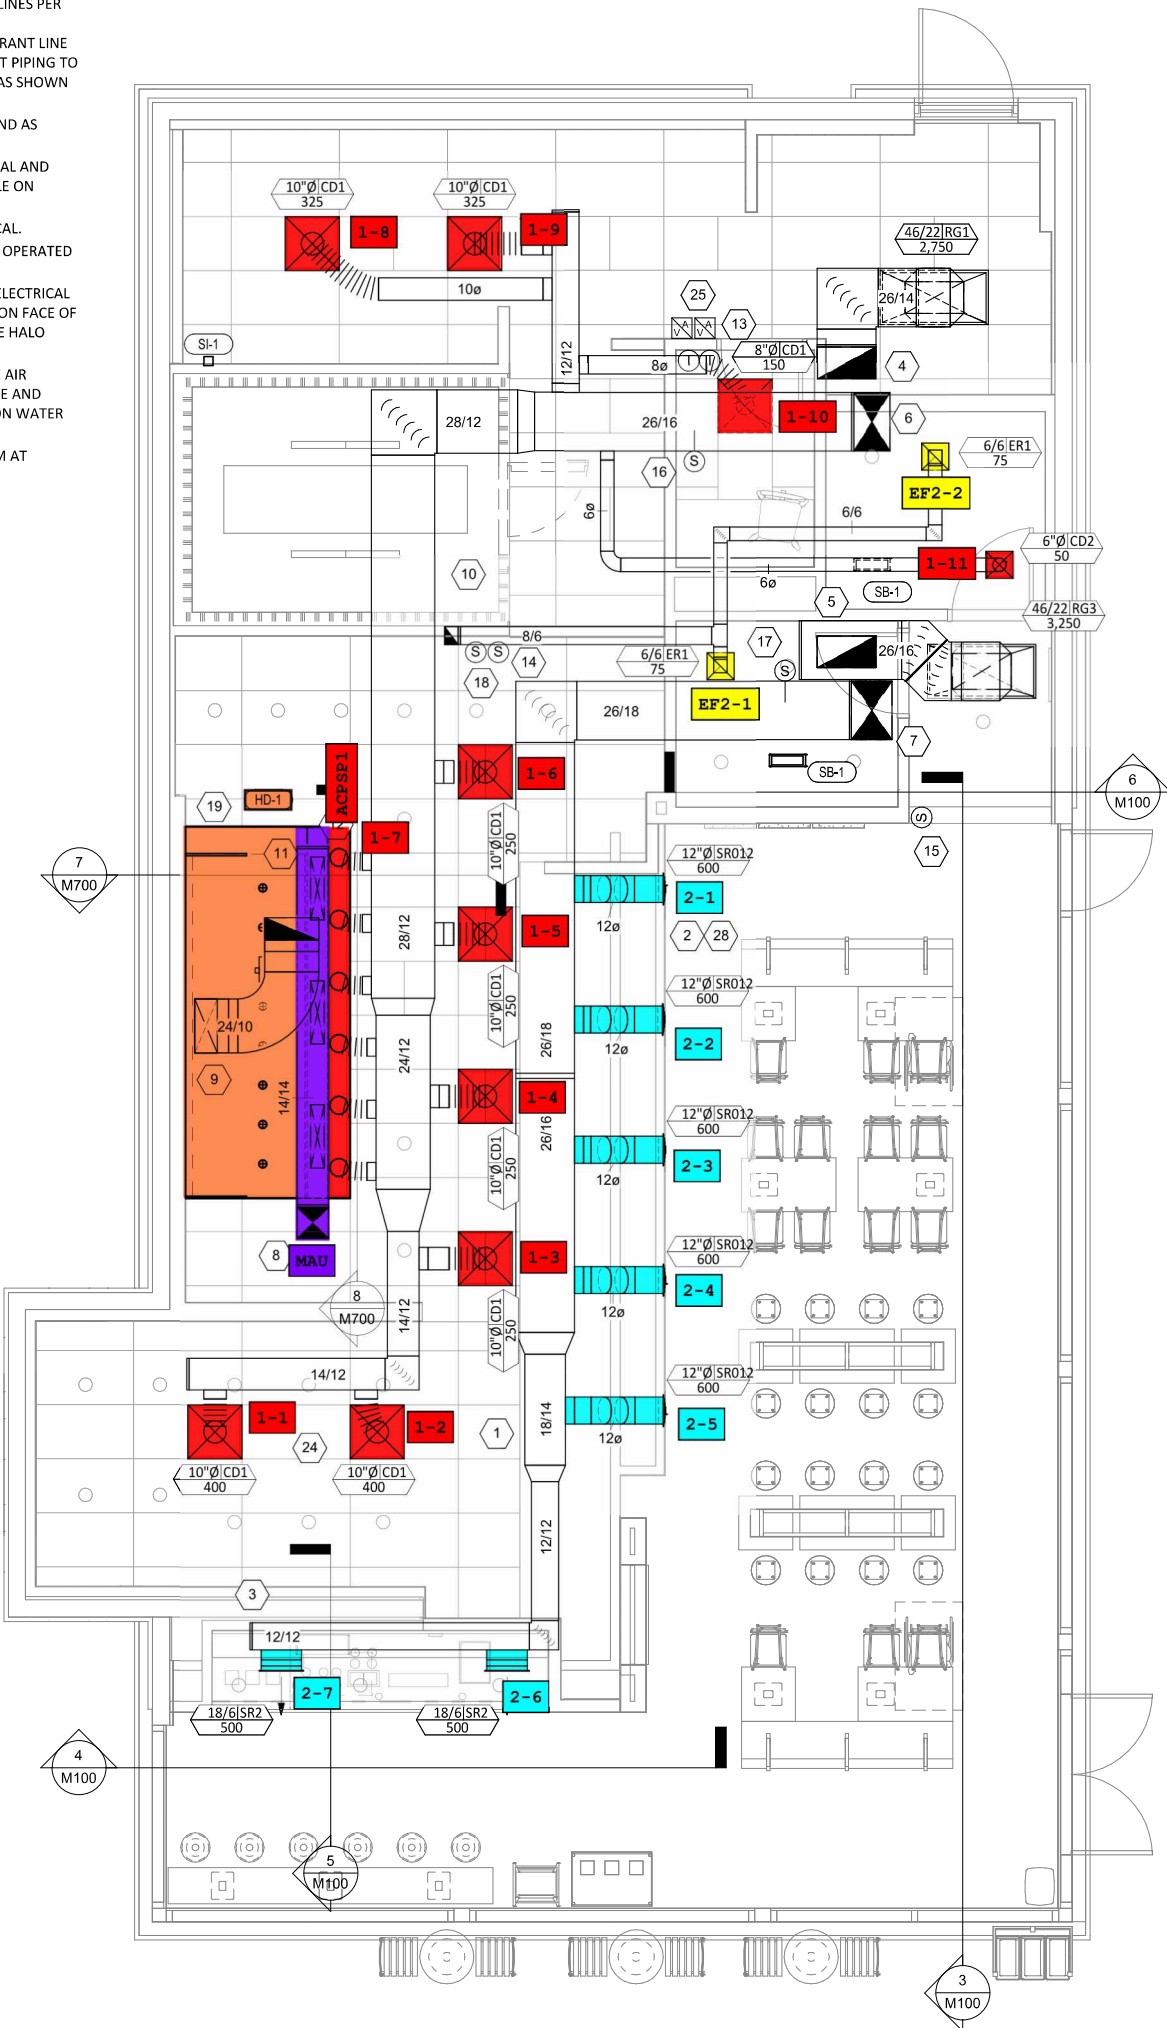 LINES PER
RANT LINE
T PIPING TO
AS SHOWN
ND AS
AL AND
LE ON
CAL.
OPERATED
ELECTRICAL
ON FACE OF
E HALO
E AIR
E AND
ON WATER
M AT
10"Ø CD1
325
10"Ø CD1
325
1-8
1-9
46/22 RG1
2,750
10ø
26/14
25
V A
V A
13
SI-1
12/12
8ø
I
II
8"Ø CD1
150
4
1-10
28/12
26/16
6
S
16
6/6 ER1
75
EF2-2
6ø
6/6
6"Ø CD2
50
1-11
10
6ø
SB-1
5
46/22 RG3
3,250
8/6
17
S S
14
6/6 ER1
75
26/16
18
S
26/18
EF2-1
7
1-6
SB-1
6
M100
ACPSP1
HD-1
19
S
1-7
10"Ø CD1
250
12"Ø SR012
600
15
11
7
M700
2-1
28/12
1-5
12ø
2
28
10"Ø CD1
250
12"Ø SR012
600
24/10
26/18
2-2
12ø
24/12
9
14/14
1-4
12"Ø SR012
600
26/16
10"Ø CD1
250
2-3
12ø
8
MAU
1-3
12"Ø SR012
600
2-4
8
M700
14/12
10"Ø CD1
250
12ø
14/12
12"Ø SR012
600
1-1
1-2
1
18/14
2-5
24
12ø
10"Ø CD1
400
10"Ø CD1
400
12/12
3
12/12
2-7
2-6
18/6 SR2
500
18/6 SR2
500
4
M100
5
M100
3
M100